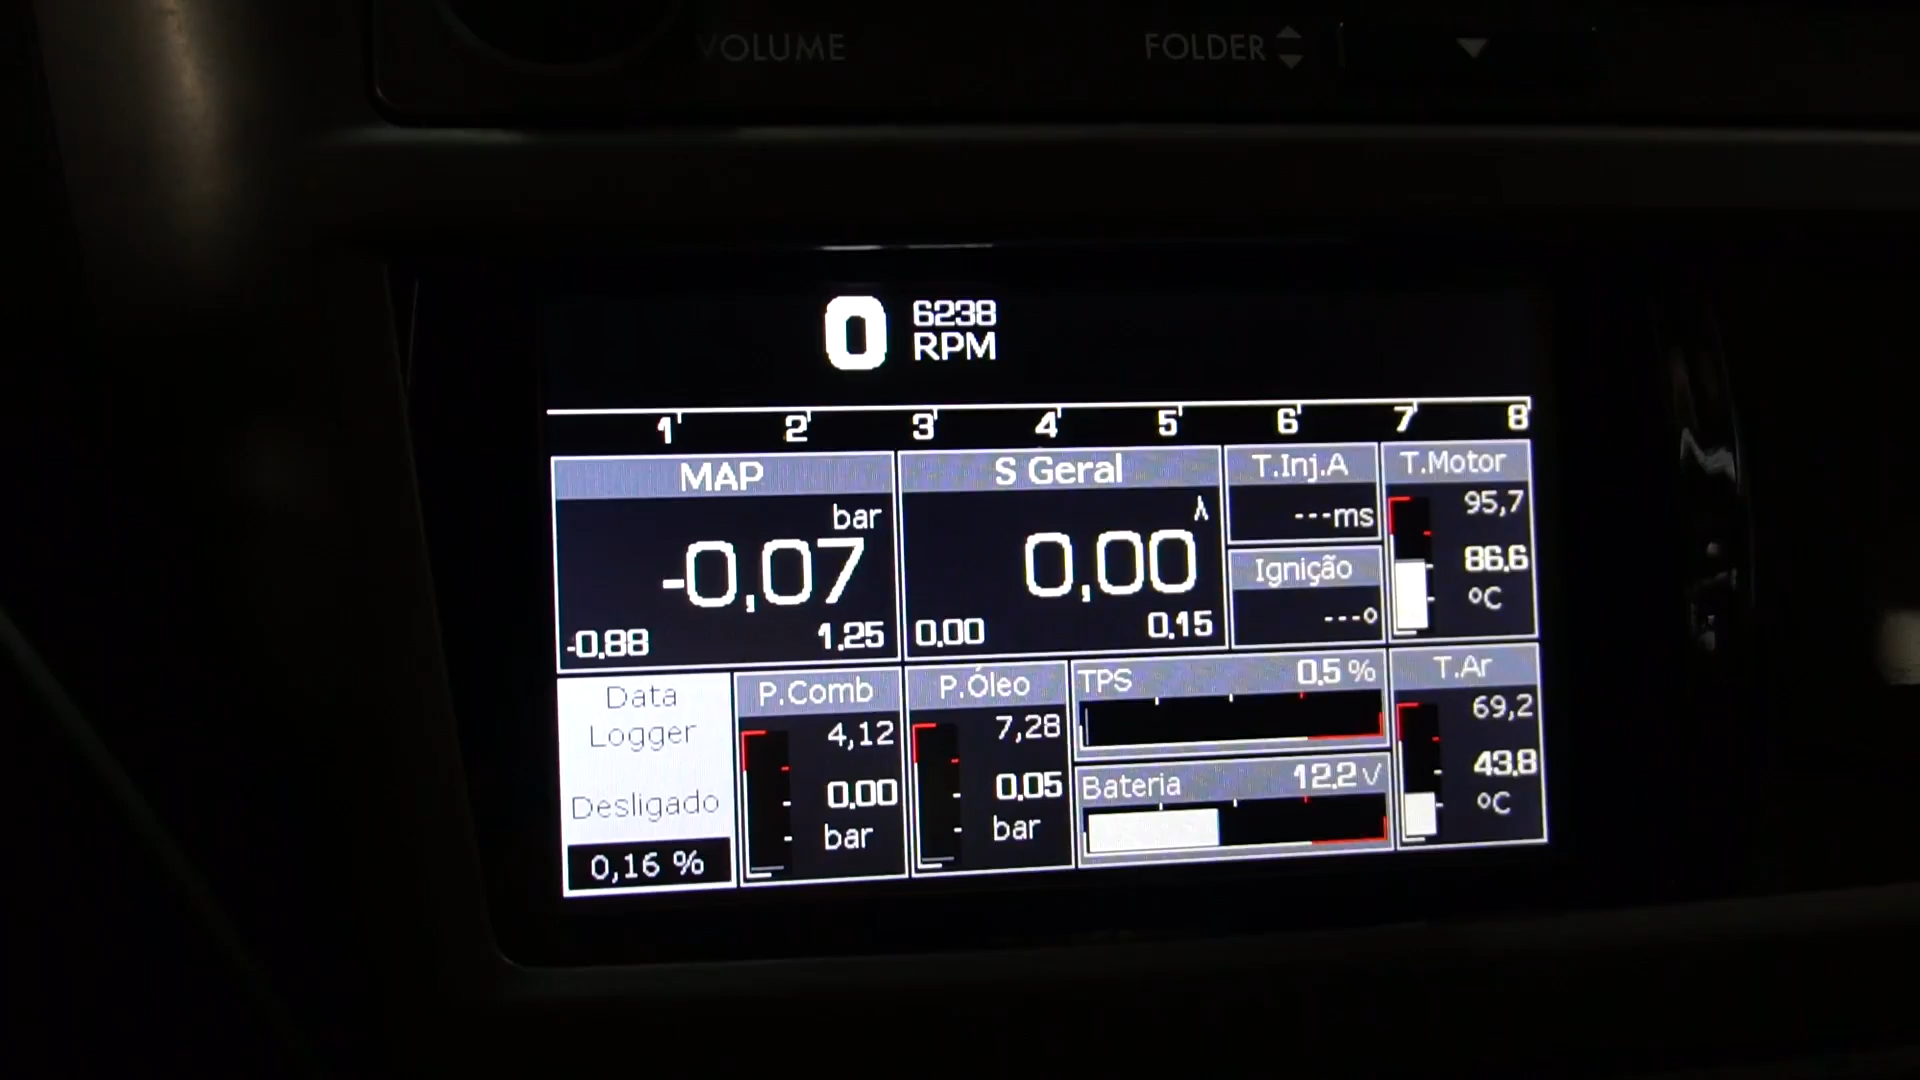 VOLUME
FOLDER
0
6238
RPM
1 2 3 4 5 6 7 8
MAP
bar
-0,07
-0.88 1.25
S Geral
λ
0,00
0.00 0.15
T.Inj.A
---ms
Ignição
---º
T.Motor
95,7
86.6
ºC
Data
Logger
Desligado
0,16 %
P.Comb
4,12
0.00
bar
P.Óleo
7,28
0.05
bar
TPS 0.5 %
Bateria 12.2 V
T.Ar
69,2
43.8
ºC